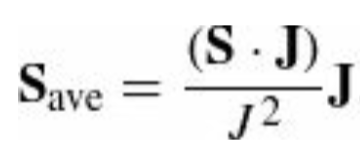 S_ave = (S · J) / J² J